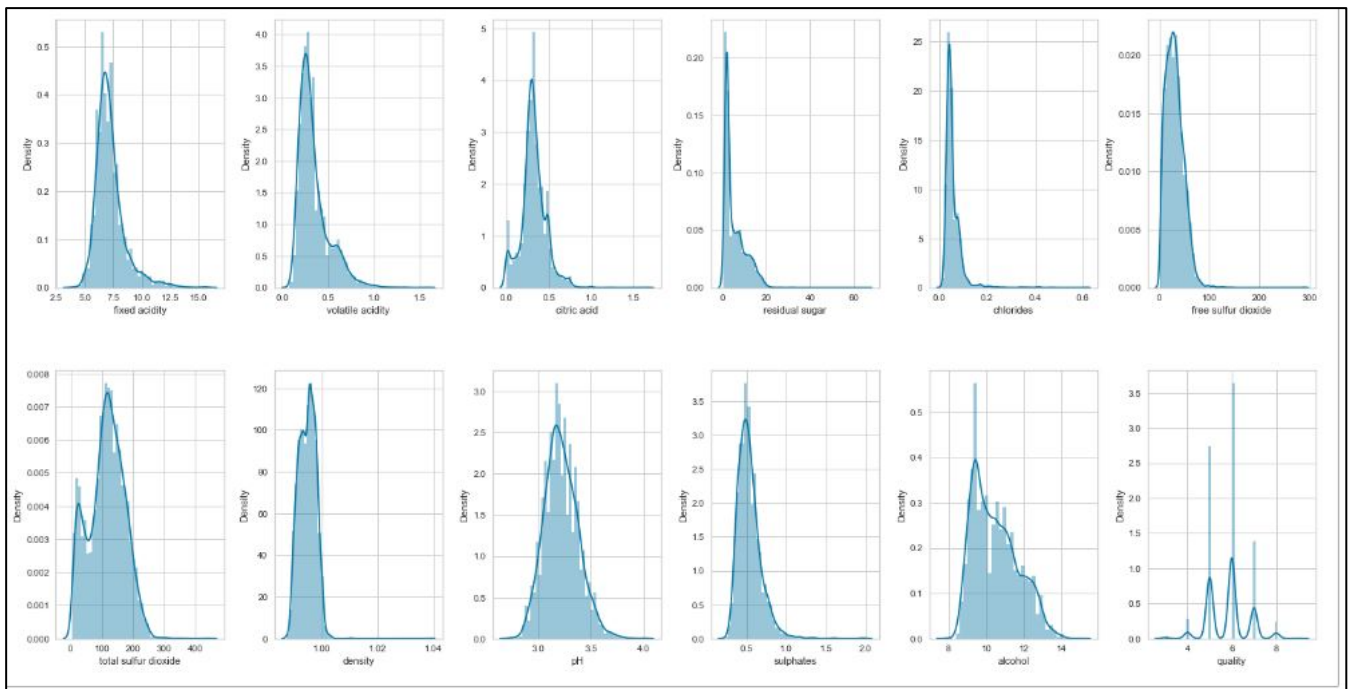 0.5
0.4
0.3
0.2
0.1
0.0
Density
2.5 5.0 7.5 10.0 12.5 15.0
fixed acidity
4.0
3.5
3.0
2.5
2.0
1.5
1.0
0.5
0.0
Density
0.0 0.5 1.0 1.5
volatile acidity
5
4
3
2
1
0
Density
0.0 0.5 1.0 1.5
citric acid
0.20
0.15
0.10
0.05
0.00
Density
0 20 40 60
residual sugar
25
20
15
10
5
0
Density
0.0 0.2 0.4 0.6
chlorides
0.020
0.015
0.010
0.005
0.000
Density
0 100 200 300
free sulfur dioxide
0.008
0.007
0.006
0.005
0.004
0.003
0.002
0.001
0.000
Density
0 100 200 300 400
total sulfur dioxide
120
100
80
60
40
20
0
Density
1.00 1.02 1.04
density
3.0
2.5
2.0
1.5
1.0
0.5
0.0
Density
3.0 3.5 4.0
pH
3.5
3.0
2.5
2.0
1.5
1.0
0.5
0.0
Density
0.5 1.0 1.5 2.0
sulphates
0.5
0.4
0.3
0.2
0.1
0.0
Density
8 10 12 14
alcohol
3.5
3.0
2.5
2.0
1.5
1.0
0.5
0.0
Density
4 6 8
quality